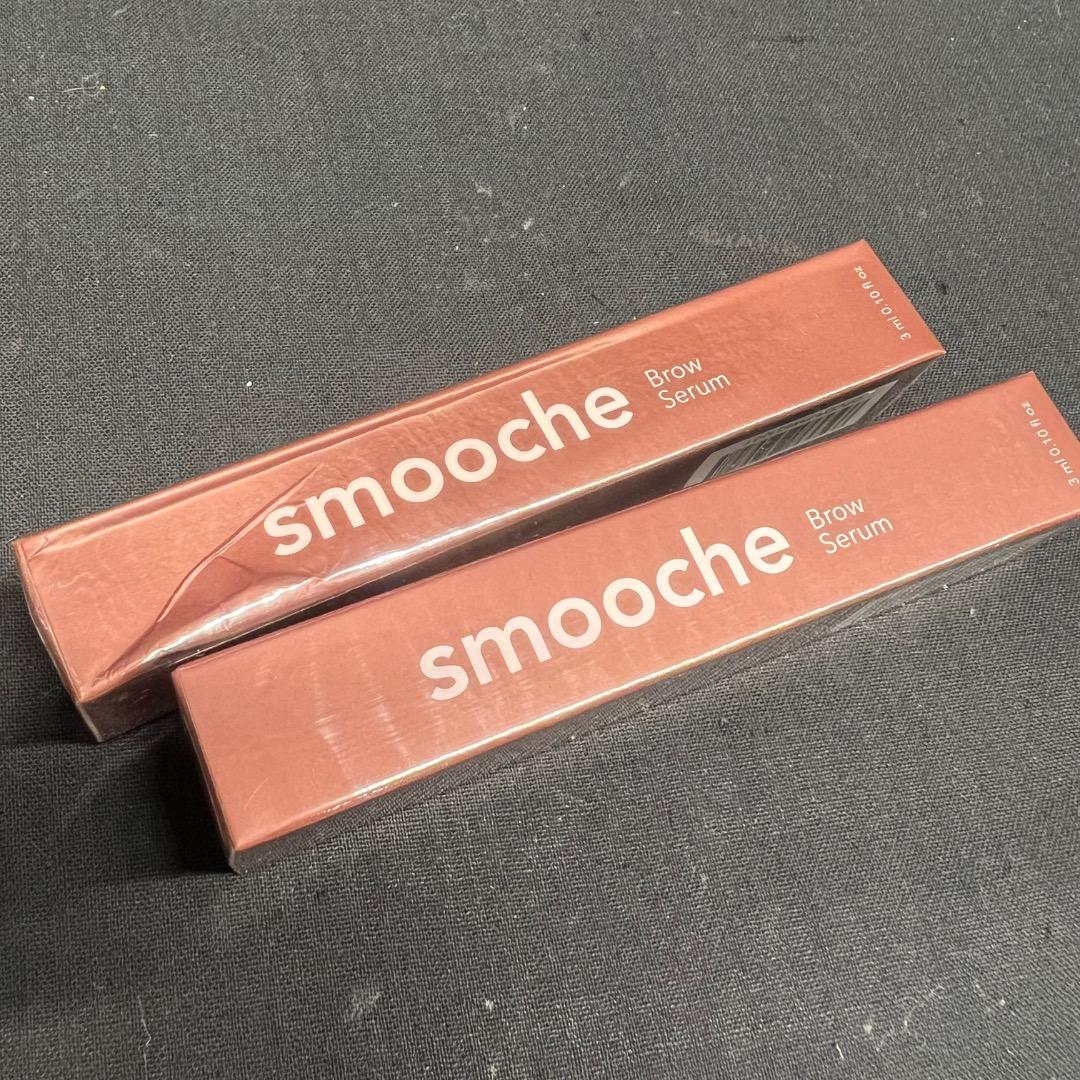 smooche
Brow
Serum
3 ml 0.10 fl oz
smooche
Brow
Serum
3 ml 0.10 fl oz